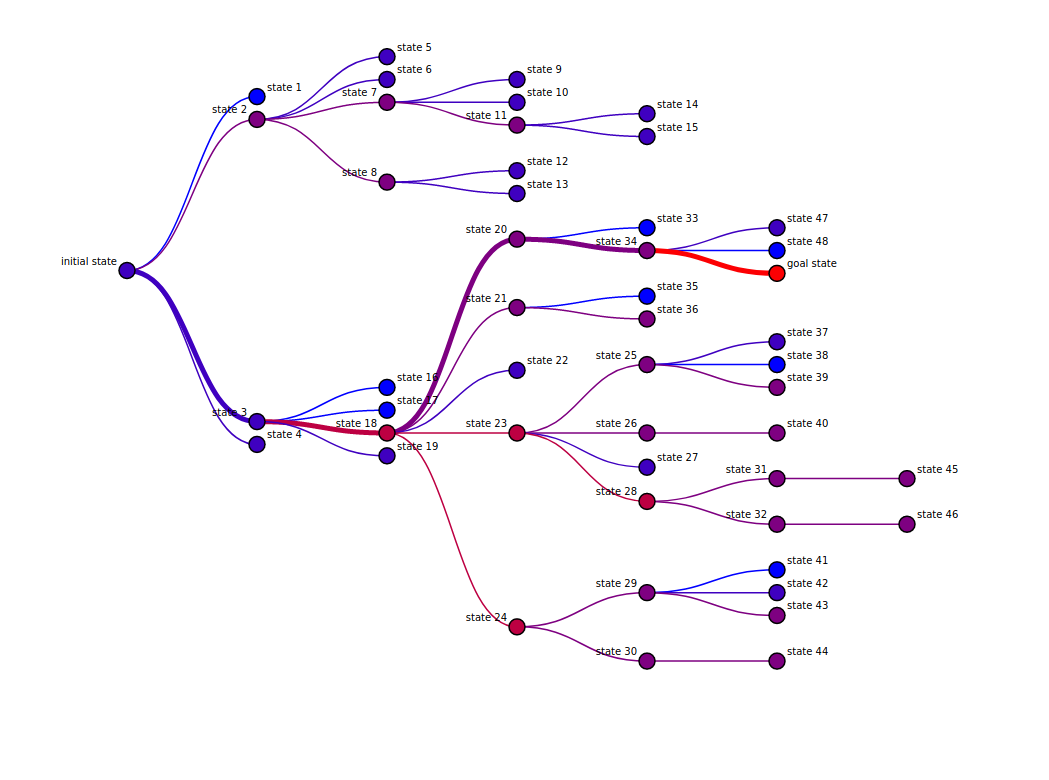 state 5
state 6
state 9
state 1
state 7
state 10
state 14
state 2
state 11
state 15
state 12
state 8
state 13
state 33
state 47
state 20
state 34
state 48
initial state
goal state
state 35
state 21
state 36
state 37
state 25
state 38
state 22
state 16
state 39
state 17
state 3
state 18
state 23
state 26
state 40
state 4
state 19
state 27
state 31
state 45
state 28
state 32
state 46
state 41
state 29
state 42
state 43
state 24
state 30
state 44